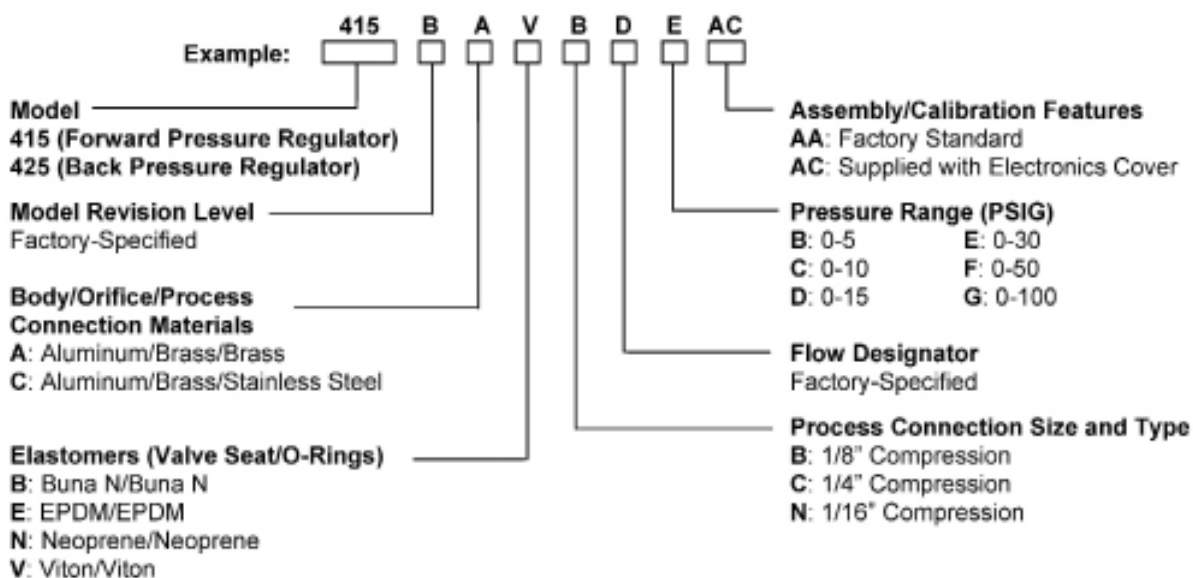 415 B A V B D E AC
Example:
Model
415 (Forward Pressure Regulator)
425 (Back Pressure Regulator)
Model Revision Level
Factory-Specified
Body/Orifice/Process
Connection Materials
A: Aluminum/Brass/Brass
C: Aluminum/Brass/Stainless Steel
Elastomers (Valve Seat/O-Rings)
B: Buna N/Buna N
E: EPDM/EPDM
N: Neoprene/Neoprene
V: Viton/Viton
Assembly/Calibration Features
AA: Factory Standard
AC: Supplied with Electronics Cover
Pressure Range (PSIG)
B: 0-5 E: 0-30
C: 0-10 F: 0-50
D: 0-15 G: 0-100
Flow Designator
Factory-Specified
Process Connection Size and Type
B: 1/8" Compression
C: 1/4" Compression
N: 1/16" Compression